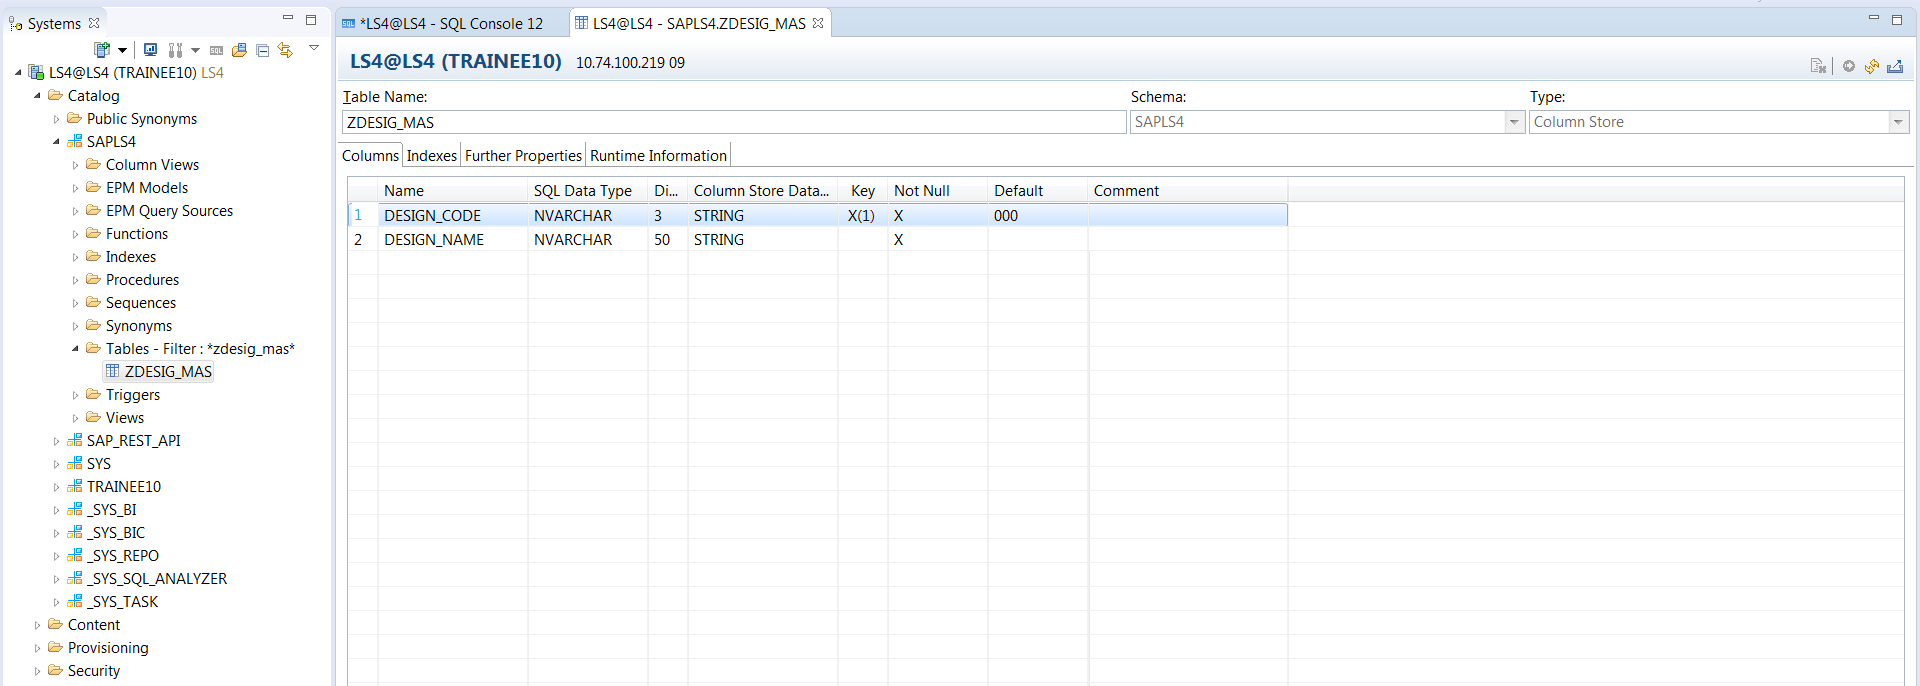 Systems
LS4@LS4 (TRAINEE10) LS4
Catalog
Public Synonyms
SAPLS4
Column Views
EPM Models
EPM Query Sources
Functions
Indexes
Procedures
Sequences
Synonyms
Tables - Filter : *zdesig_mas*
ZDESIG_MAS
Triggers
Views
SAP_REST_API
SYS
TRAINEE10
_SYS_BI
_SYS_BIC
_SYS_REPO
_SYS_SQL_ANALYZER
_SYS_TASK
Content
Provisioning
Security
*LS4@LS4 - SQL Console 12
LS4@LS4 - SAPLS4.ZDESIG_MAS
LS4@LS4 (TRAINEE10) 10.74.100.219 09
Table Name: Schema: Type:
ZDESIG_MAS SAPLS4 Column Store
Columns Indexes Further Properties Runtime Information
Name SQL Data Type Di... Column Store Data... Key Not Null Default Comment
1 DESIGN_CODE NVARCHAR 3 STRING X(1) X 000
2 DESIGN_NAME NVARCHAR 50 STRING X